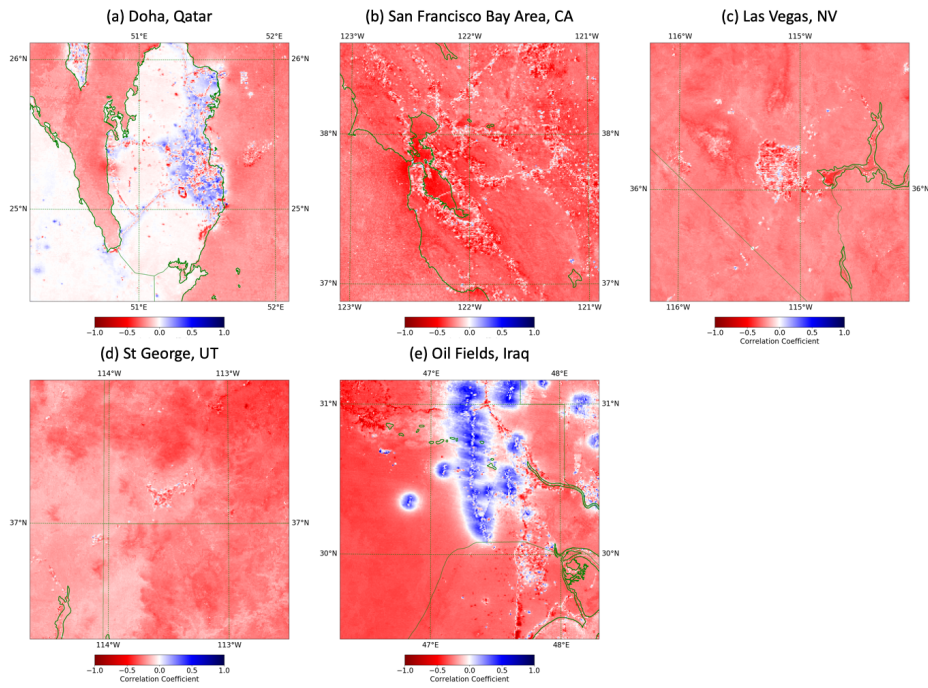 (a) Doha, Qatar
(b) San Francisco Bay Area, CA
(c) Las Vegas, NV
51°E 52°E
123°W 122°W 121°W
116°W 115°W
26°N 26°N
38°N 38°N
36°N 36°N
25°N 25°N
37°N 37°N
51°E 52°E
123°W 122°W 121°W
116°W 115°W
−1.0 −0.5 0.0 0.5 1.0
−1.0 −0.5 0.0 0.5 1.0
−1.0 −0.5 0.0 0.5 1.0
Correlation Coefficient
(d) St George, UT
(e) Oil Fields, Iraq
114°W 113°W
47°E 48°E
31°N 31°N
37°N 37°N
30°N 30°N
114°W 113°W
47°E 48°E
−1.0 −0.5 0.0 0.5 1.0
Correlation Coefficient
−1.0 −0.5 0.0 0.5 1.0
Correlation Coefficient